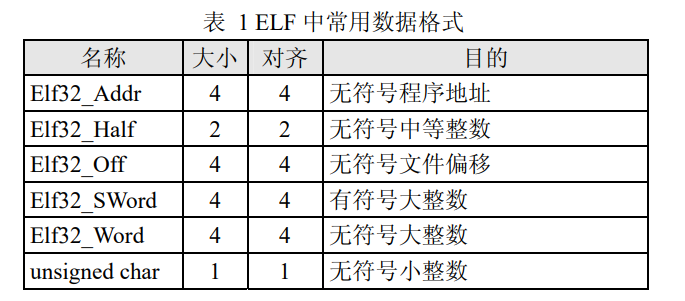 表 1 ELF 中常用数据格式
名称 大小 对齐 目的
Elf32_Addr 4 4 无符号程序地址
Elf32_Half 2 2 无符号中等整数
Elf32_Off 4 4 无符号文件偏移
Elf32_SWord 4 4 有符号大整数
Elf32_Word 4 4 无符号大整数
unsigned char 1 1 无符号小整数